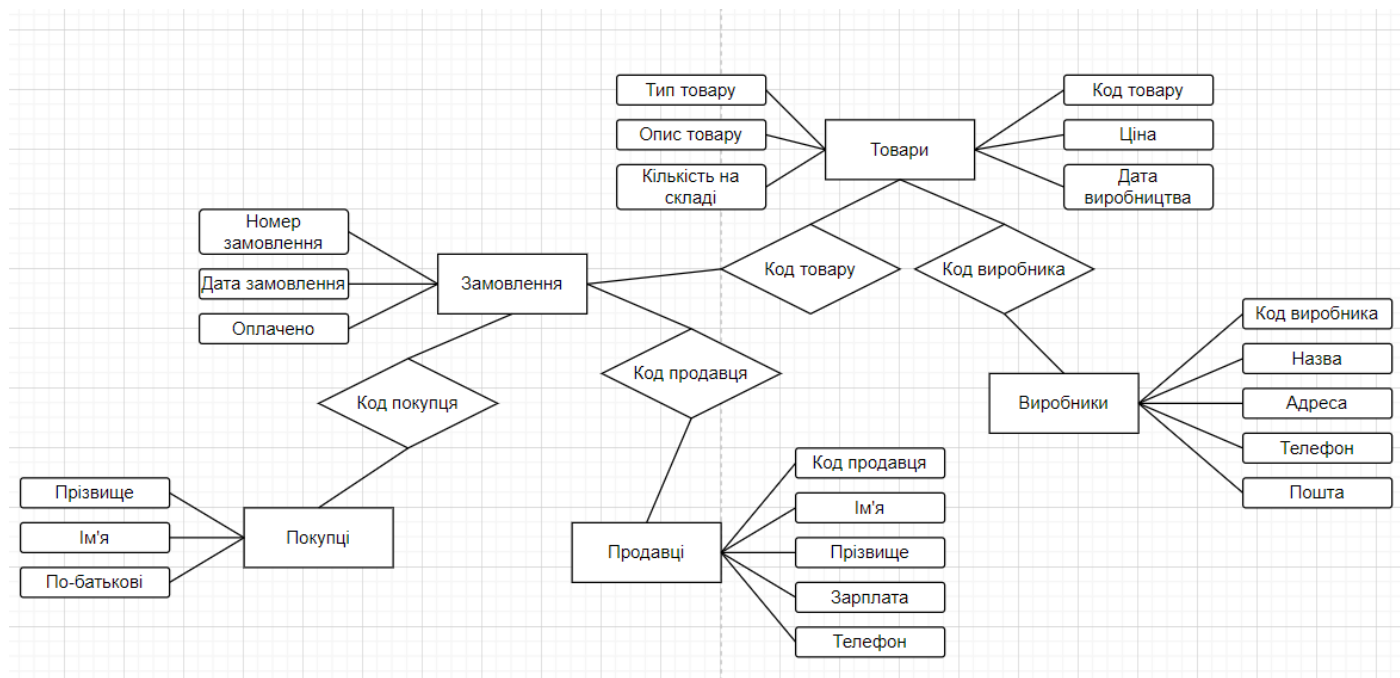 Тип товару
Код товару
Опис товару
Товари
Ціна
Кількість на
складі
Дата
виробництва
Номер
замовлення
Код товару
Код виробника
Дата замовлення
Замовлення
Оплачено
Код виробника
Назва
Код продавця
Код покупця
Виробники
Адреса
Телефон
Пошта
Прізвище
Ім'я
Покупці
По-батькові
Код продавця
Ім'я
Продавці
Прізвище
Зарплата
Телефон